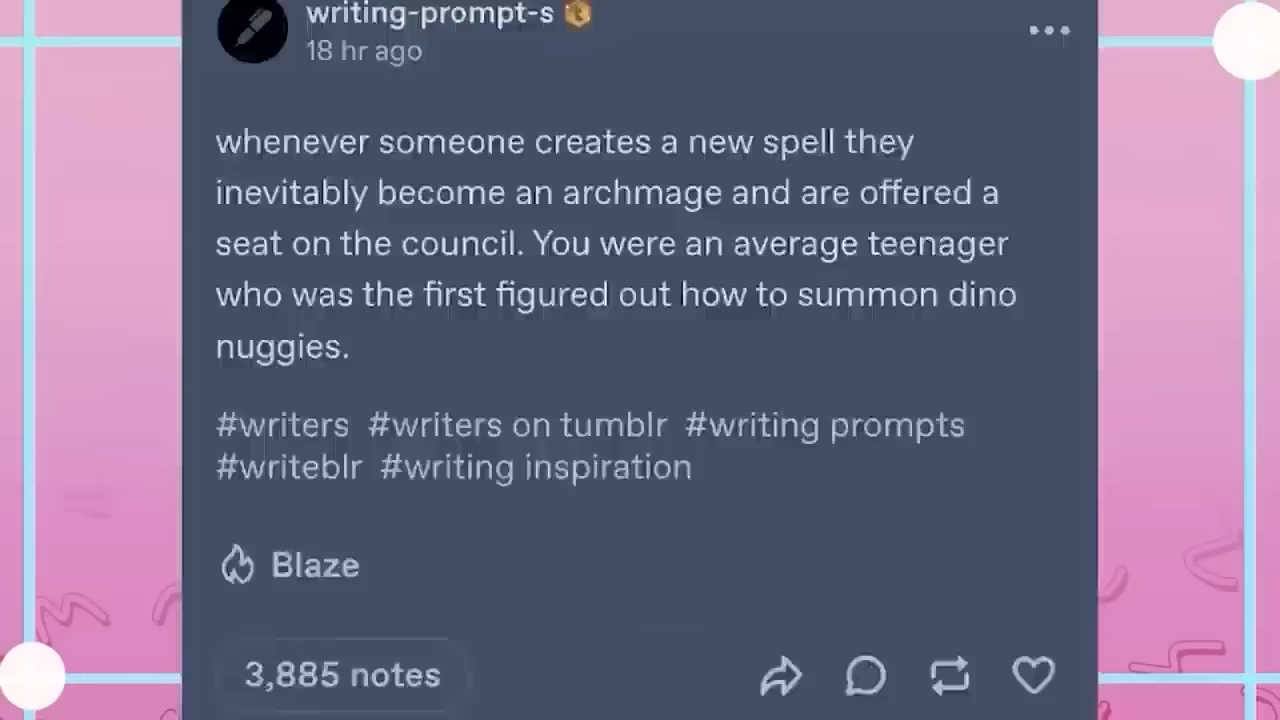 writing-prompt-s
18 hr ago
whenever someone creates a new spell they
inevitably become an archmage and are offered a
seat on the council. You were an average teenager
who was the first figured out how to summon dino
nuggies.
#writers #writers on tumblr #writing prompts
#writeblr #writing inspiration
Blaze
3,885 notes